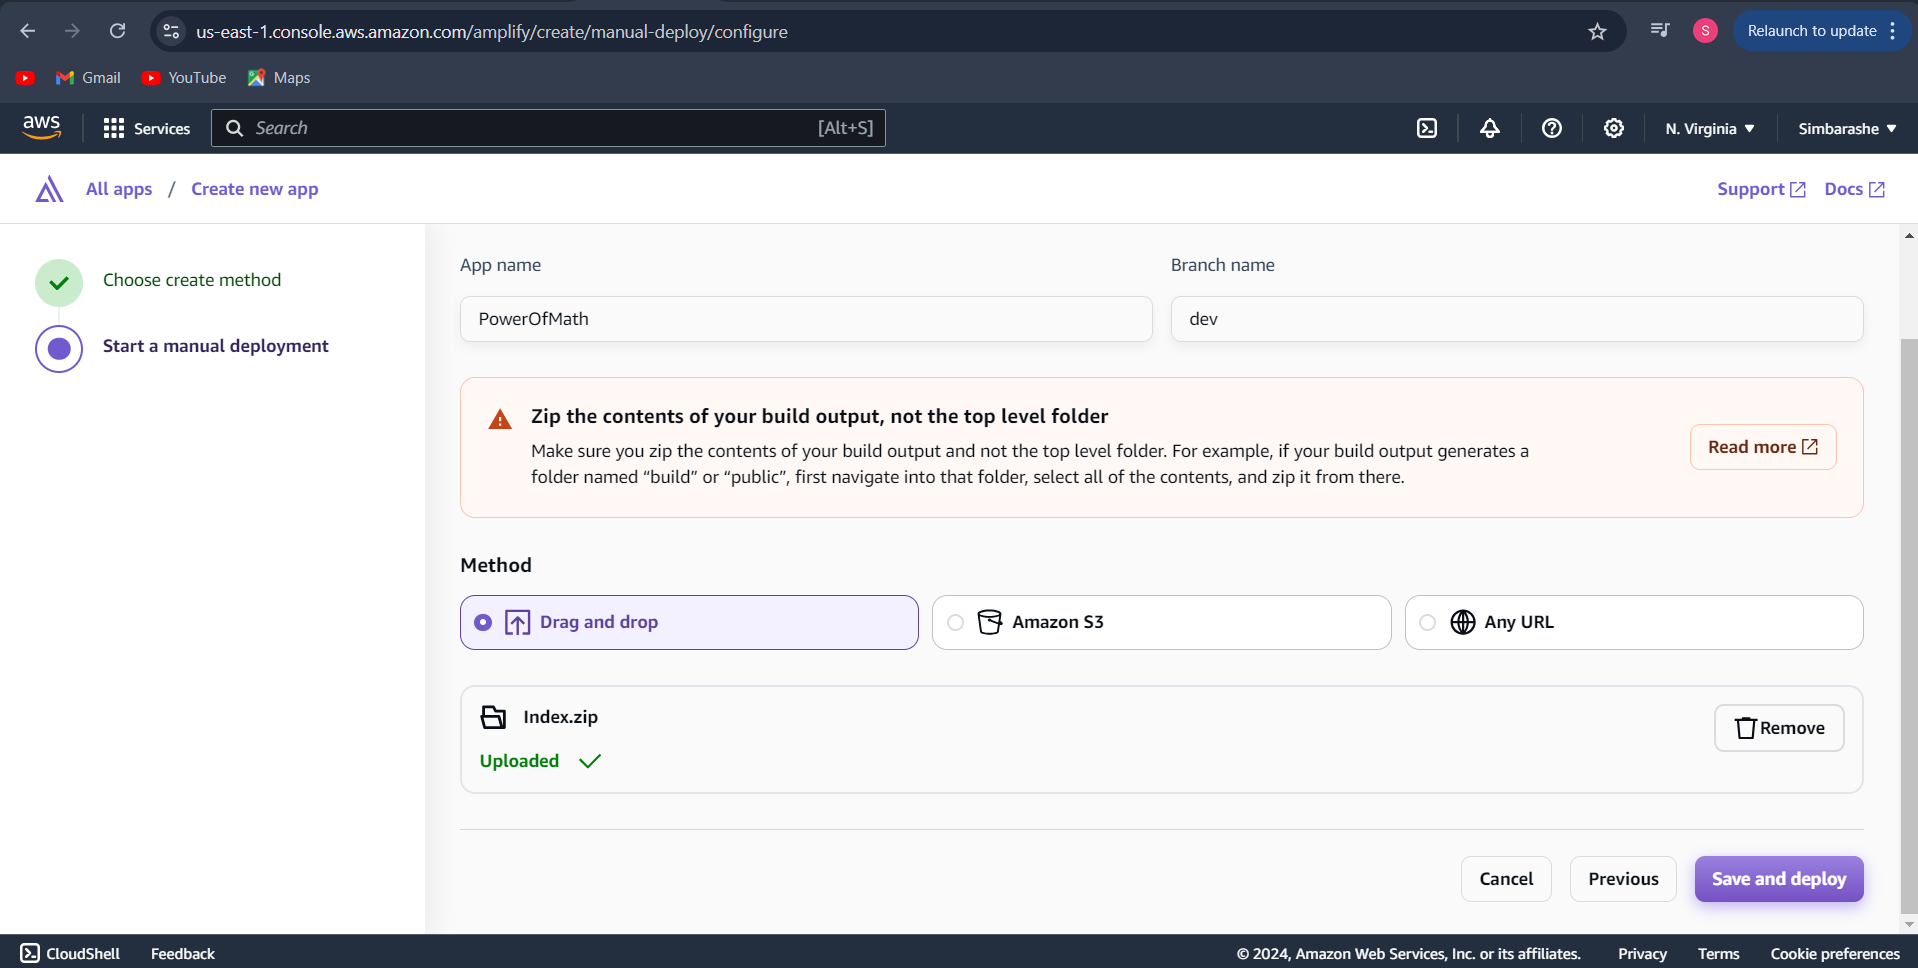 us-east-1.console.aws.amazon.com/amplify/create/manual-deploy/configure
S
Relaunch to update
Gmail
YouTube
Maps
aws
Services
Search
[Alt+S]
N. Virginia
Simbarashe
All apps / Create new app
Support
Docs
Choose create method
Start a manual deployment
App name
Branch name
PowerOfMath
dev
Zip the contents of your build output, not the top level folder
Make sure you zip the contents of your build output and not the top level folder. For example, if your build output generates a
folder named “build” or “public”, first navigate into that folder, select all of the contents, and zip it from there.
Read more
Method
Drag and drop
Amazon S3
Any URL
Index.zip
Uploaded
Remove
Cancel
Previous
Save and deploy
CloudShell
Feedback
© 2024, Amazon Web Services, Inc. or its affiliates.
Privacy
Terms
Cookie preferences